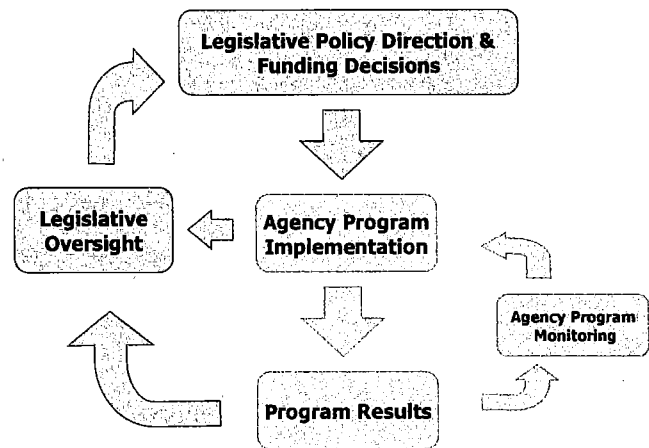 Legislative Policy Direction &
Funding Decisions
Legislative
Oversight
Agency Program
Implementation
Agency Program
Monitoring
Program Results